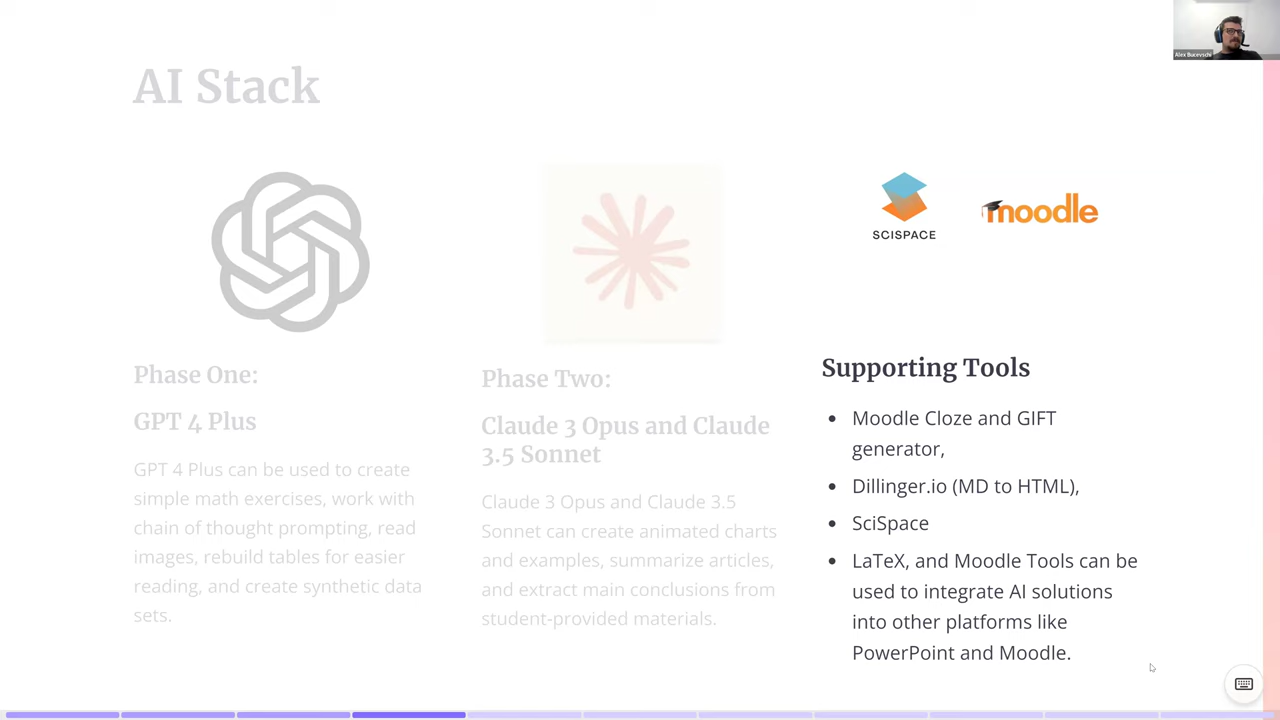 Alex Bucevschi
AI Stack
SCISPACE
moodle
Phase One:
GPT 4 Plus
GPT 4 Plus can be used to create
simple math exercises, work with
chain of thought prompting, read
images, rebuild tables for easier
reading, and create synthetic data
sets.
Phase Two:
Claude 3 Opus and Claude
3.5 Sonnet
Claude 3 Opus and Claude 3.5
Sonnet can create animated charts
and examples, summarize articles,
and extract main conclusions from
student-provided materials.
Supporting Tools
• Moodle Cloze and GIFT
generator,
• Dillinger.io (MD to HTML),
• SciSpace
• LaTeX, and Moodle Tools can be
used to integrate AI solutions
into other platforms like
PowerPoint and Moodle.